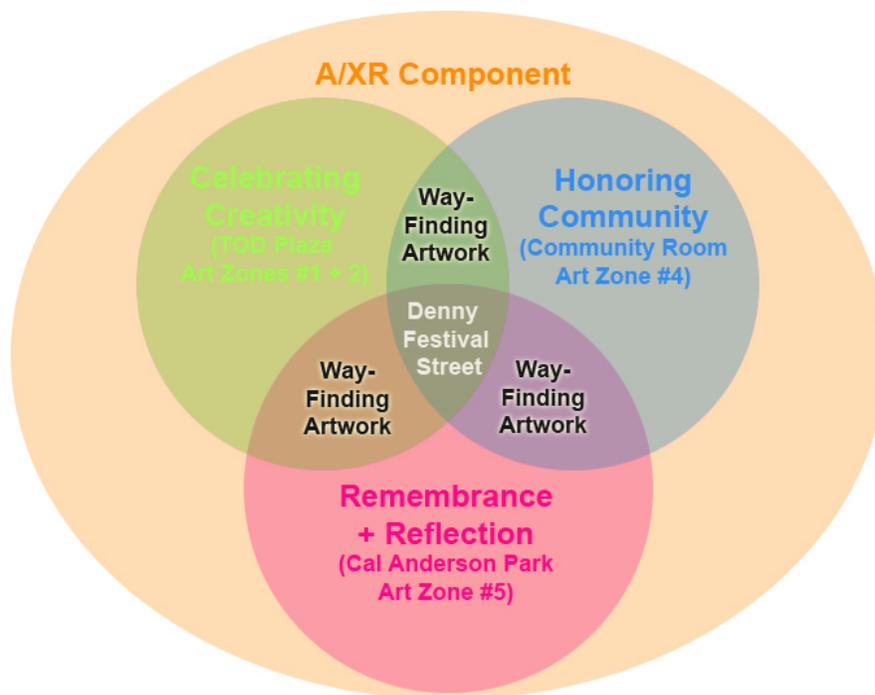 A/XR Component
Celebrating
Creativity
(TOD Plaza
Art Zones #1 + 2)
Way-
Finding
Artwork
Honoring
Community
(Community Room
Art Zone #4)
Denny
Festival
Street
Way-
Finding
Artwork
Way-
Finding
Artwork
Remembrance
+ Reflection
(Cal Anderson Park
Art Zone #5)